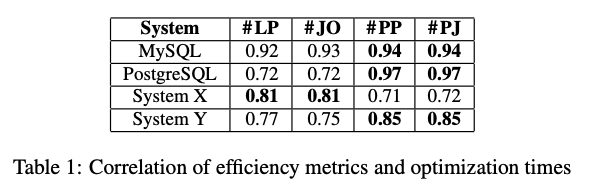 System #LP #JO #PP #PJ
MySQL 0.92 0.93 0.94 0.94
PostgreSQL 0.72 0.72 0.97 0.97
System X 0.81 0.81 0.71 0.72
System Y 0.77 0.75 0.85 0.85
Table 1: Correlation of efficiency metrics and optimization times